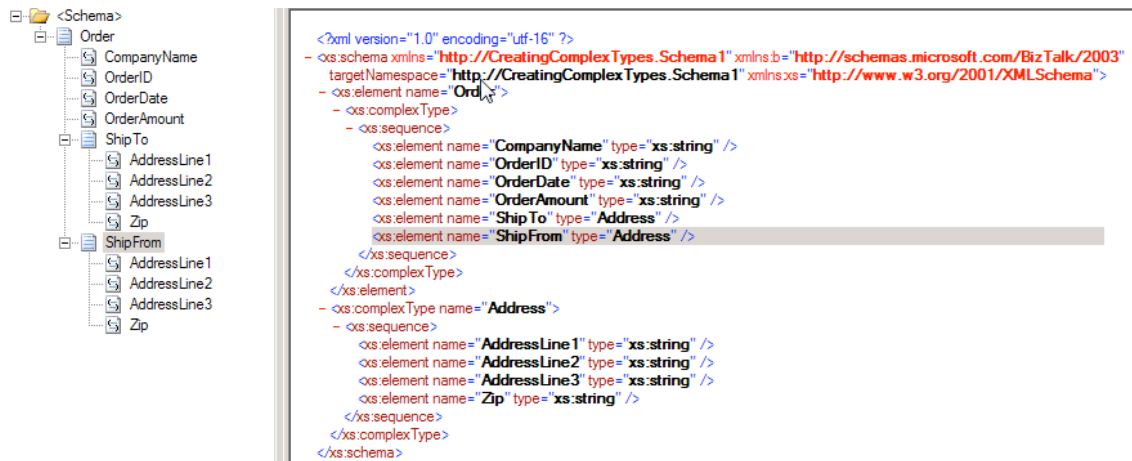 <Schema>
Order
CompanyName
OrderID
OrderDate
OrderAmount
ShipTo
AddressLine1
AddressLine2
AddressLine3
Zip
ShipFrom
AddressLine1
AddressLine2
AddressLine3
Zip
<?xml version="1.0" encoding="utf-16" ?>
- <xs:schema xmlns="http://CreatingComplexTypes.Schema1" xmlns:b="http://schemas.microsoft.com/BizTalk/2003"
targetNamespace="http://CreatingComplexTypes.Schema1" xmlns:xs="http://www.w3.org/2001/XMLSchema">
- <xs:element name="Order">
- <xs:complexType>
- <xs:sequence>
<xs:element name="CompanyName" type="xs:string" />
<xs:element name="OrderID" type="xs:string" />
<xs:element name="OrderDate" type="xs:string" />
<xs:element name="OrderAmount" type="xs:string" />
<xs:element name="ShipTo" type="Address" />
<xs:element name="ShipFrom" type="Address" />
</xs:sequence>
</xs:complexType>
</xs:element>
- <xs:complexType name="Address">
- <xs:sequence>
<xs:element name="AddressLine1" type="xs:string" />
<xs:element name="AddressLine2" type="xs:string" />
<xs:element name="AddressLine3" type="xs:string" />
<xs:element name="Zip" type="xs:string" />
</xs:sequence>
</xs:complexType>
</xs:schema>